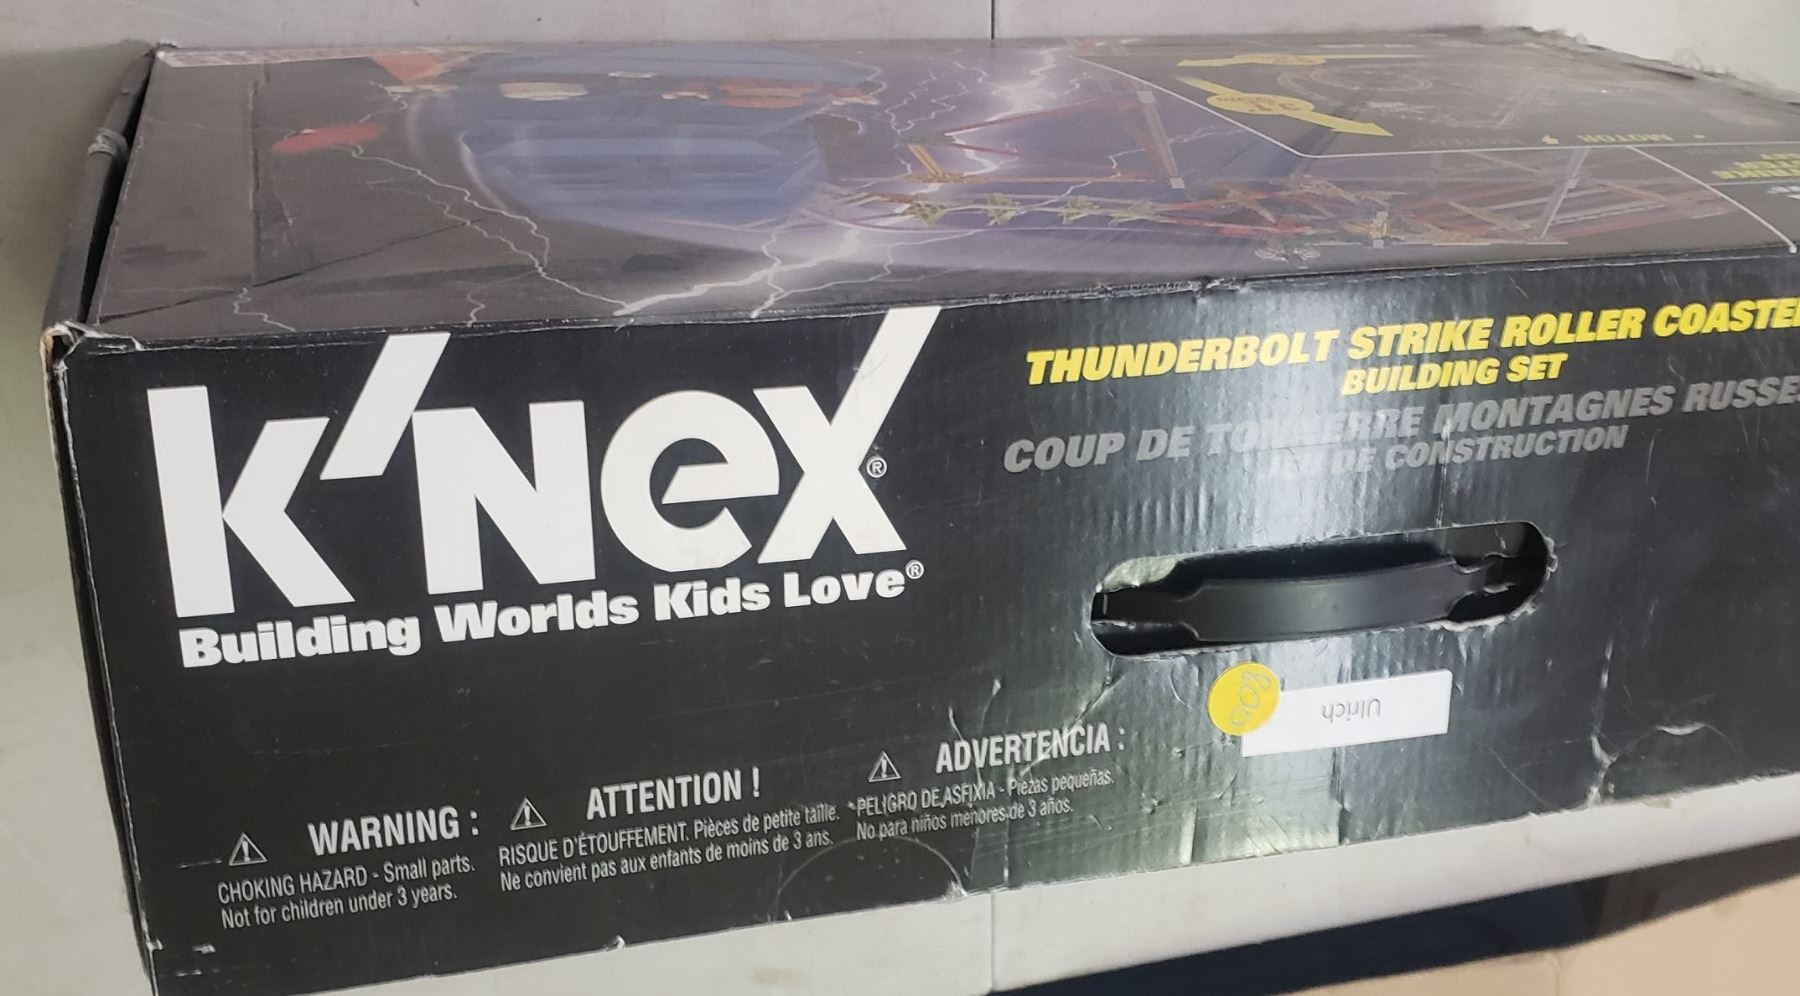 MOTOR
K'NEX®
Building Worlds Kids Love®
THUNDERBOLT STRIKE ROLLER COASTER
BUILDING SET
COUP DE TONNERRE MONTAGNES RUSSES
JEU DE CONSTRUCTION
800
Ulrich
⚠ WARNING :
CHOKING HAZARD - Small parts.
Not for children under 3 years.
⚠ ATTENTION !
RISQUE D'ÉTOUFFEMENT. Pièces de petite taille.
Ne convient pas aux enfants de moins de 3 ans.
⚠ ADVERTENCIA :
PELIGRO DE ASFIXIA - Piezas pequeñas.
No para niños menores de 3 años.